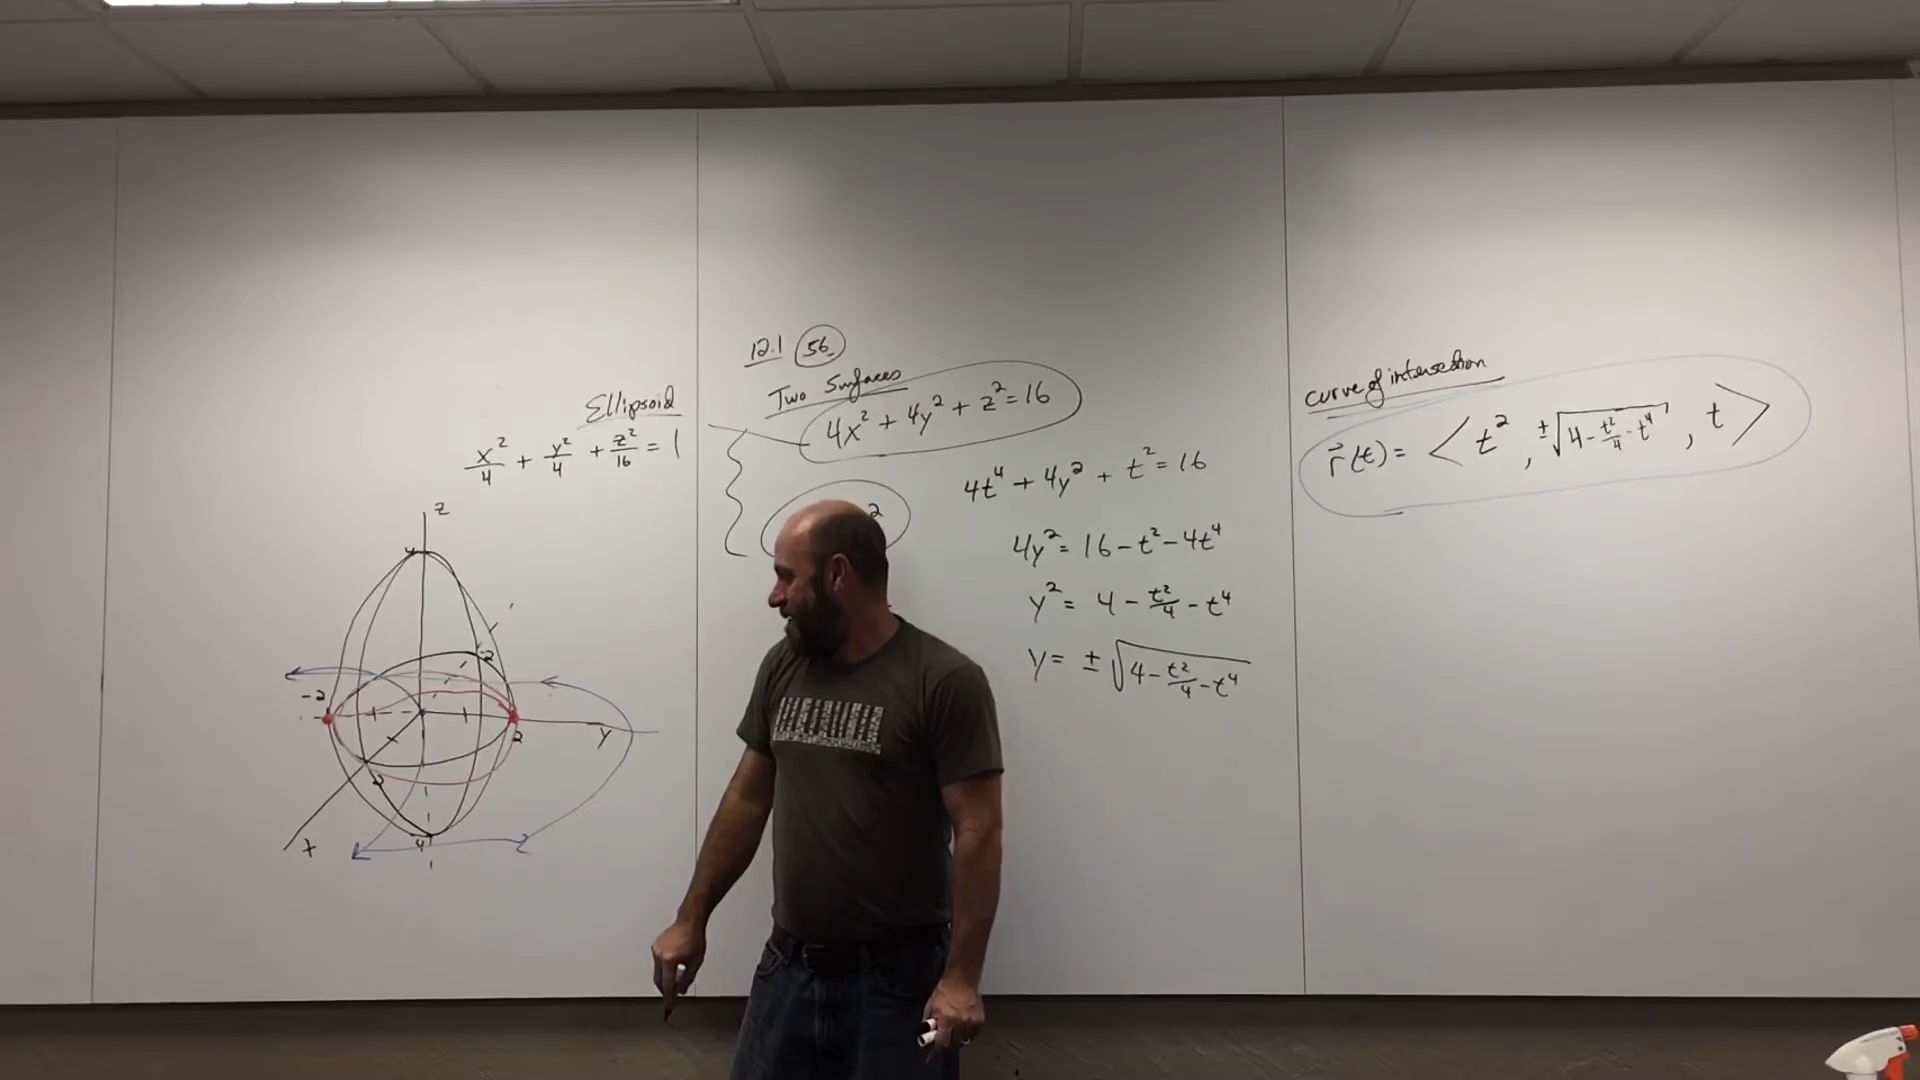 Ellipsoid
x²/4 + y²/4 + z²/16 = 1
z
4
-2
-2
2
y
2
x
4
12.1 56.
Two Surfaces
4x² + 4y² + z² = 16
2
4t⁴ + 4y² + t² = 16
4y² = 16 - t² - 4t⁴
y² = 4 - t²/4 - t⁴
y = ± √(4 - t²/4 - t⁴)
curve of intersection
r⃗(t) = < t², ±√(4 - t²/4 - t⁴), t >